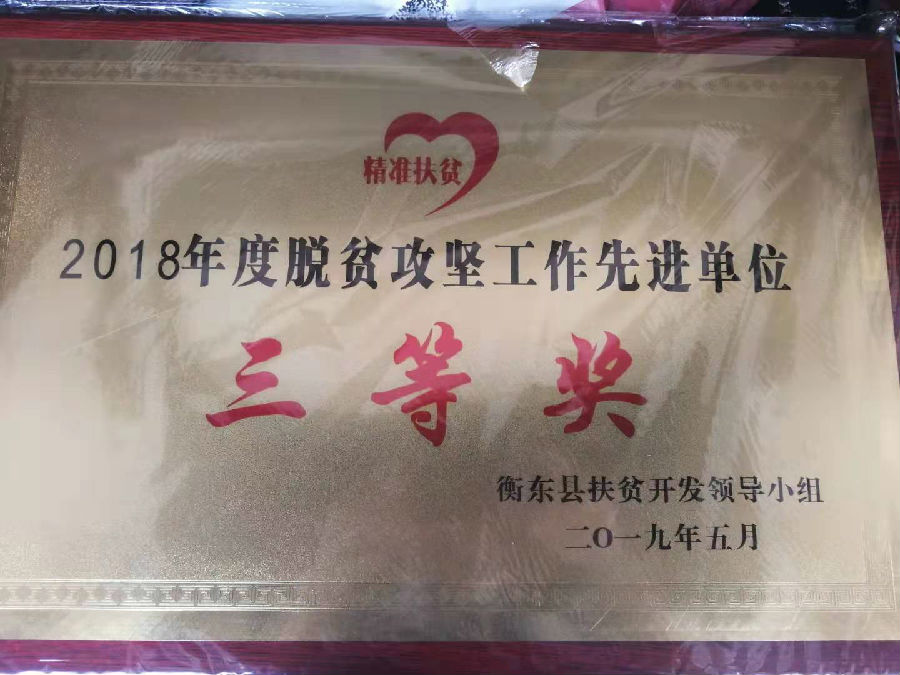 精准扶贫
2018年度脱贫攻坚工作先进单位
三等奖
衡东县扶贫开发领导小组
二O一九年五月